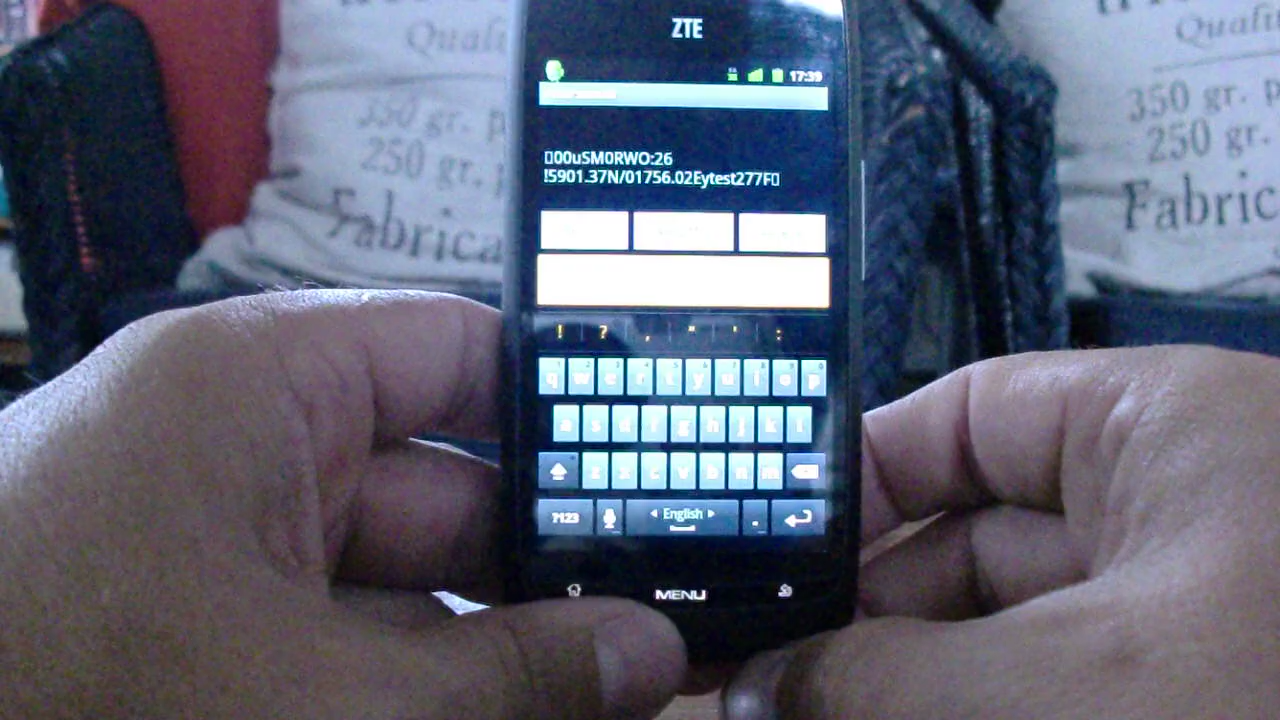 ZTE
17:39
▯00uSM0RWO:26
!5901.37N/01756.02Eytest277F▯
! ? , " ' :
q w e r t y u i o p
a s d f g h j k l
z x c v b n m
?123 English .
MENU
Quali
350 gr. p
250 gr.
Fabrica
Quali
350 gr.
250 gr.
Fabric